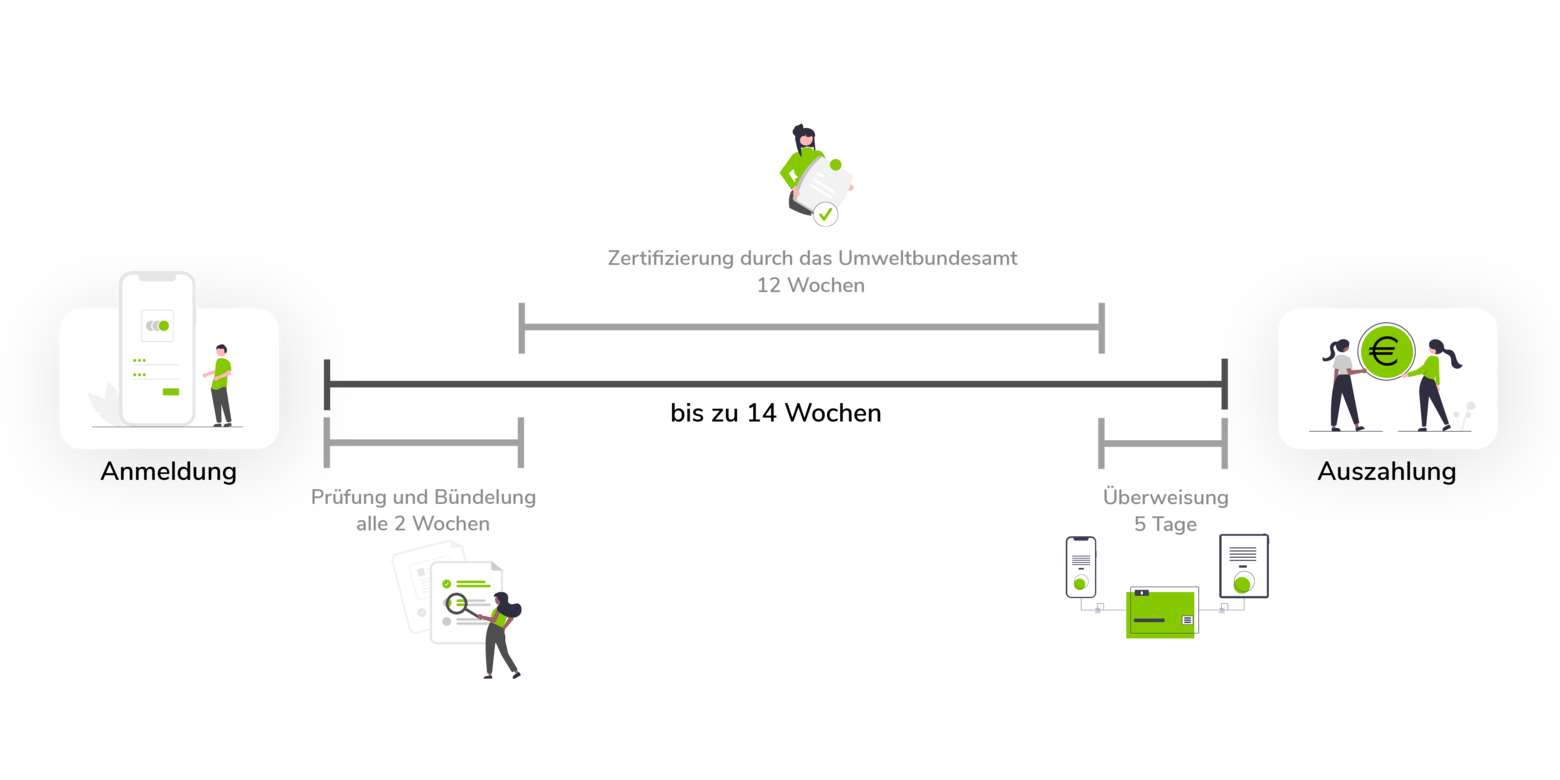 Zertifizierung durch das Umweltbundesamt
12 Wochen
bis zu 14 Wochen
Anmeldung
Auszahlung
Prüfung und Bündelung
alle 2 Wochen
Überweisung
5 Tage
€